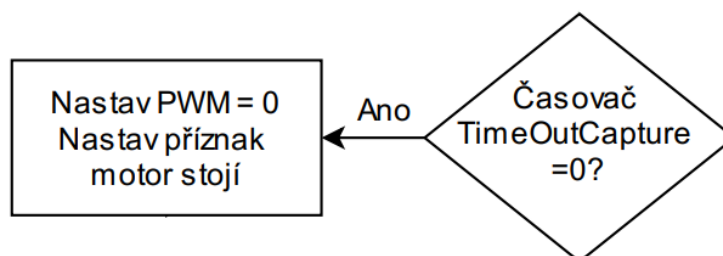 Nastav PWM = 0
Nastav příznak
motor stojí
Ano
Časovač
TimeOutCapture
=0?